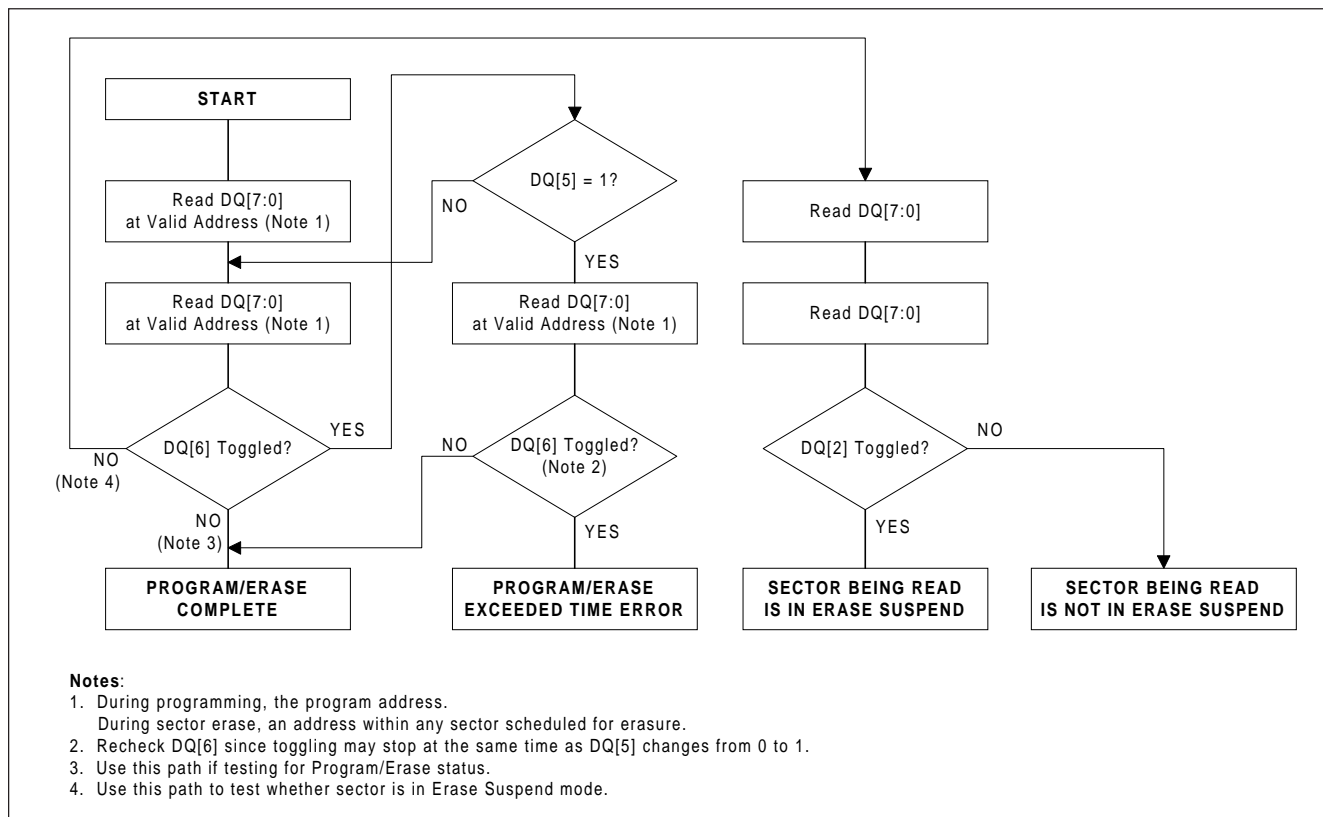 START
Read DQ[7:0]
at Valid Address (Note 1)
Read DQ[7:0]
at Valid Address (Note 1)
DQ[6] Toggled?
YES
NO
(Note 4)
NO
(Note 3)
PROGRAM/ERASE
COMPLETE
DQ[5] = 1?
NO
YES
Read DQ[7:0]
at Valid Address (Note 1)
DQ[6] Toggled?
(Note 2)
NO
YES
PROGRAM/ERASE
EXCEEDED TIME ERROR
Read DQ[7:0]
Read DQ[7:0]
DQ[2] Toggled?
NO
YES
SECTOR BEING READ
IS IN ERASE SUSPEND
SECTOR BEING READ
IS NOT IN ERASE SUSPEND
Notes:
1. During programming, the program address.
During sector erase, an address within any sector scheduled for erasure.
2. Recheck DQ[6] since toggling may stop at the same time as DQ[5] changes from 0 to 1.
3. Use this path if testing for Program/Erase status.
4. Use this path to test whether sector is in Erase Suspend mode.